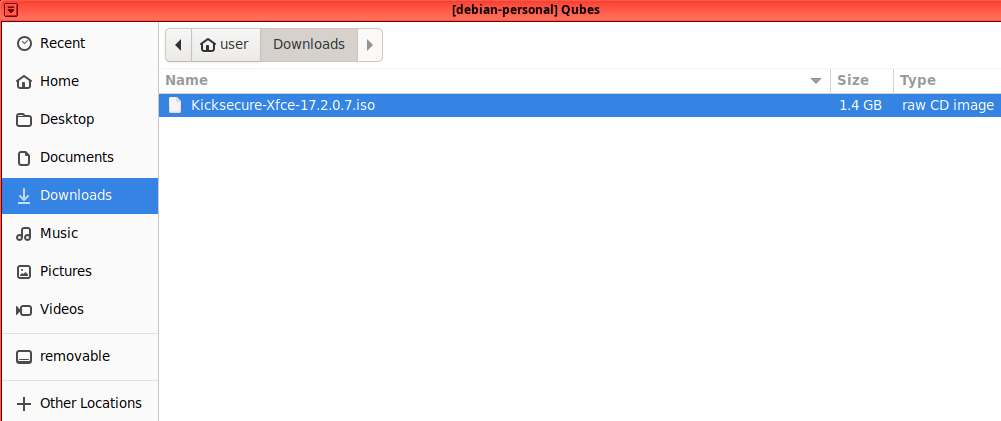 [debian-personal] Qubes
Recent
Home
Desktop
Documents
Downloads
Music
Pictures
Videos
removable
Other Locations
user Downloads
Name Size Type
Kicksecure-Xfce-17.2.0.7.iso 1.4 GB raw CD image